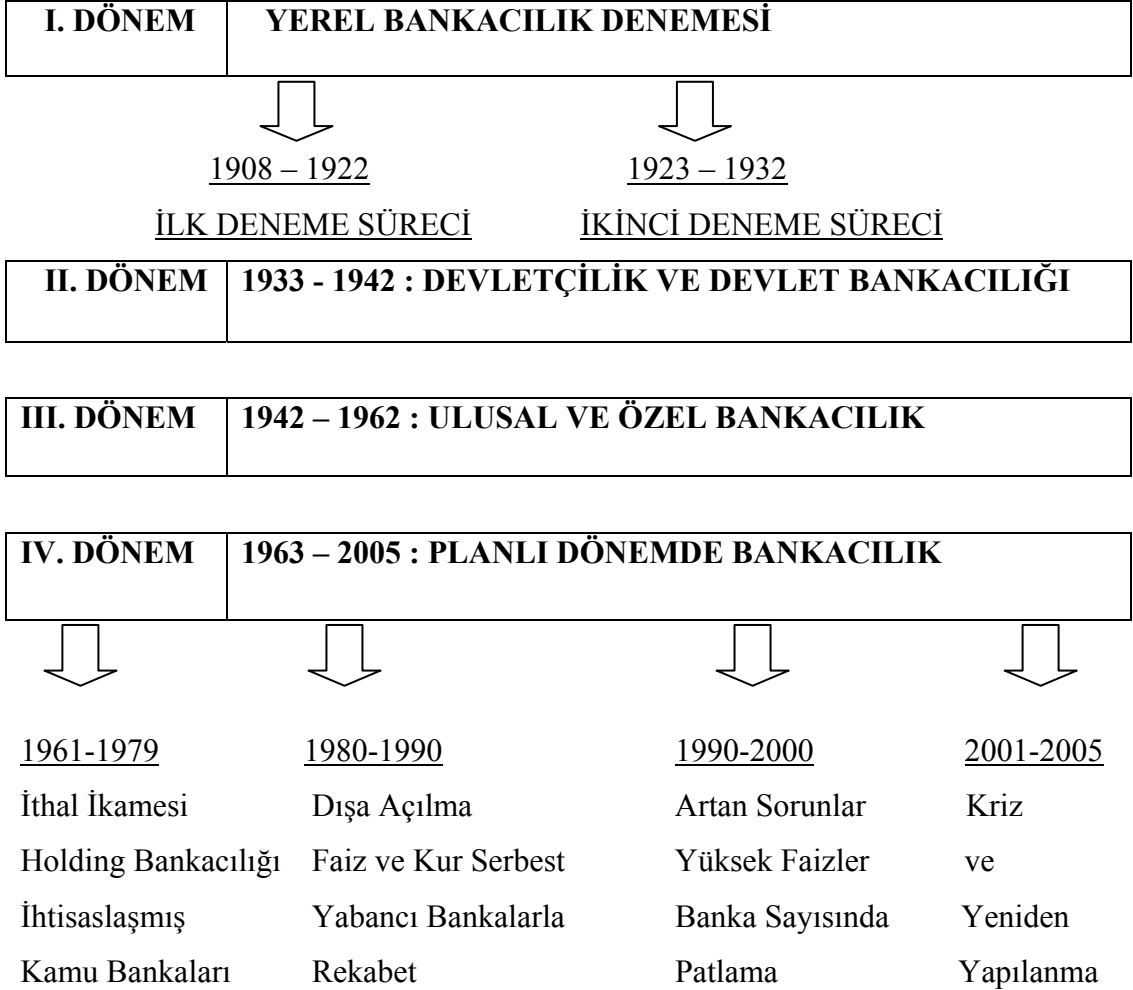 I. DÖNEM YEREL BANKACILIK DENEMESİ
1908 – 1922 1923 – 1932
İLK DENEME SÜRECİ İKİNCİ DENEME SÜRECİ
II. DÖNEM 1933 - 1942 : DEVLETÇİLİK VE DEVLET BANKACILIĞI
III. DÖNEM 1942 – 1962 : ULUSAL VE ÖZEL BANKACILIK
IV. DÖNEM 1963 – 2005 : PLANLI DÖNEMDE BANKACILIK
1961-1979 1980-1990 1990-2000 2001-2005
İthal İkamesi Dışa Açılma Artan Sorunlar Kriz
Holding Bankacılığı Faiz ve Kur Serbest Yüksek Faizler ve
İhtisaslaşmış Yabancı Bankalarla Banka Sayısında Yeniden
Kamu Bankaları Rekabet Patlama Yapılanma